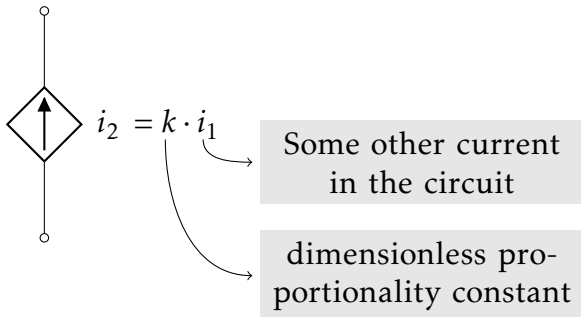 i₂ = k · i₁
Some other current
in the circuit
dimensionless pro-
portionality constant